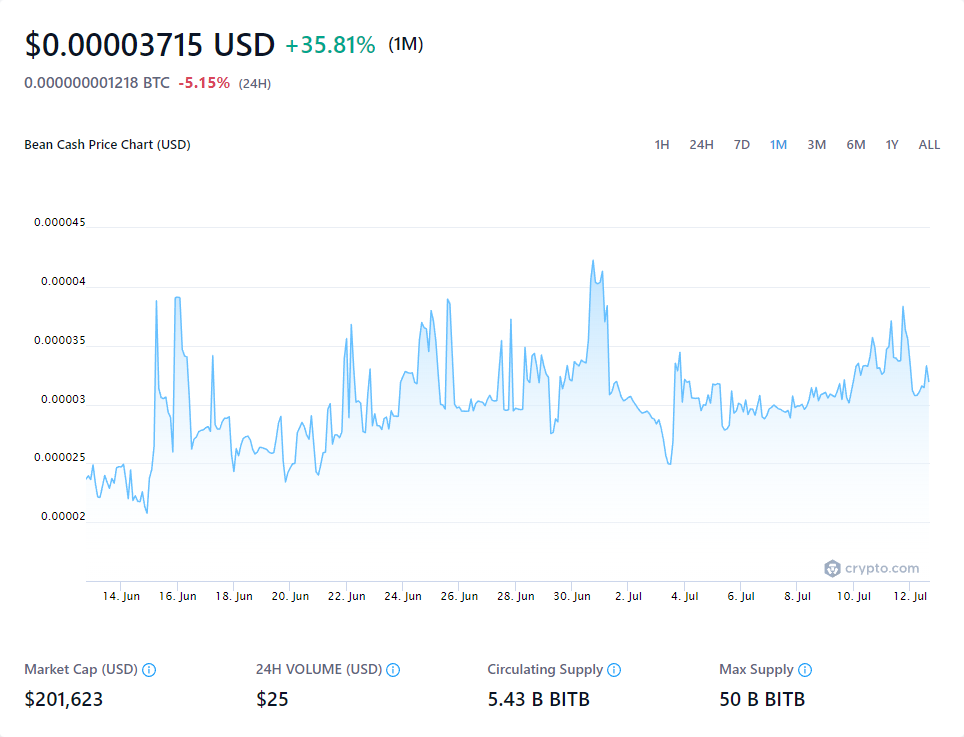 $0.00003715 USD +35.81% (1M)
0.000000001218 BTC -5.15% (24H)
Bean Cash Price Chart (USD) 1H 24H 7D 1M 3M 6M 1Y ALL
0.000045
0.00004
0.000035
0.00003
0.000025
0.00002
crypto.com
14. Jun 16. Jun 18. Jun 20. Jun 22. Jun 24. Jun 26. Jun 28. Jun 30. Jun 2. Jul 4. Jul 6. Jul 8. Jul 10. Jul 12. Jul
Market Cap (USD) 24H VOLUME (USD) Circulating Supply Max Supply
$201,623 $25 5.43 B BITB 50 B BITB